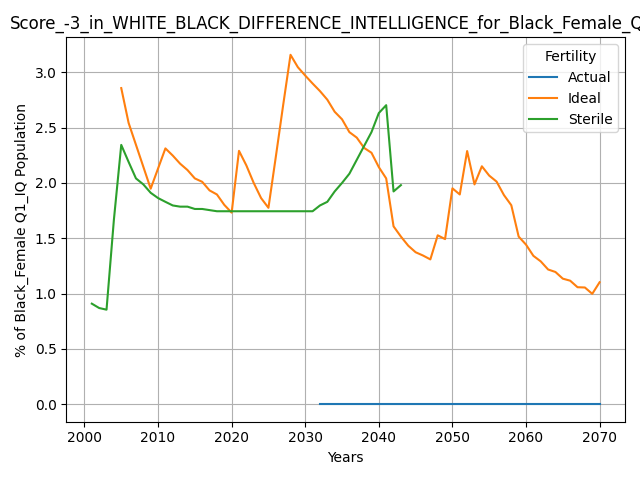 Score_-3_in_WHITE_BLACK_DIFFERENCE_INTELLIGENCE_for_Black_Female_Q
Fertility
Actual
Ideal
Sterile
% of Black_Female Q1_IQ Population
3.0
2.5
2.0
1.5
1.0
0.5
0.0
2000 2010 2020 2030 2040 2050 2060 2070
Years